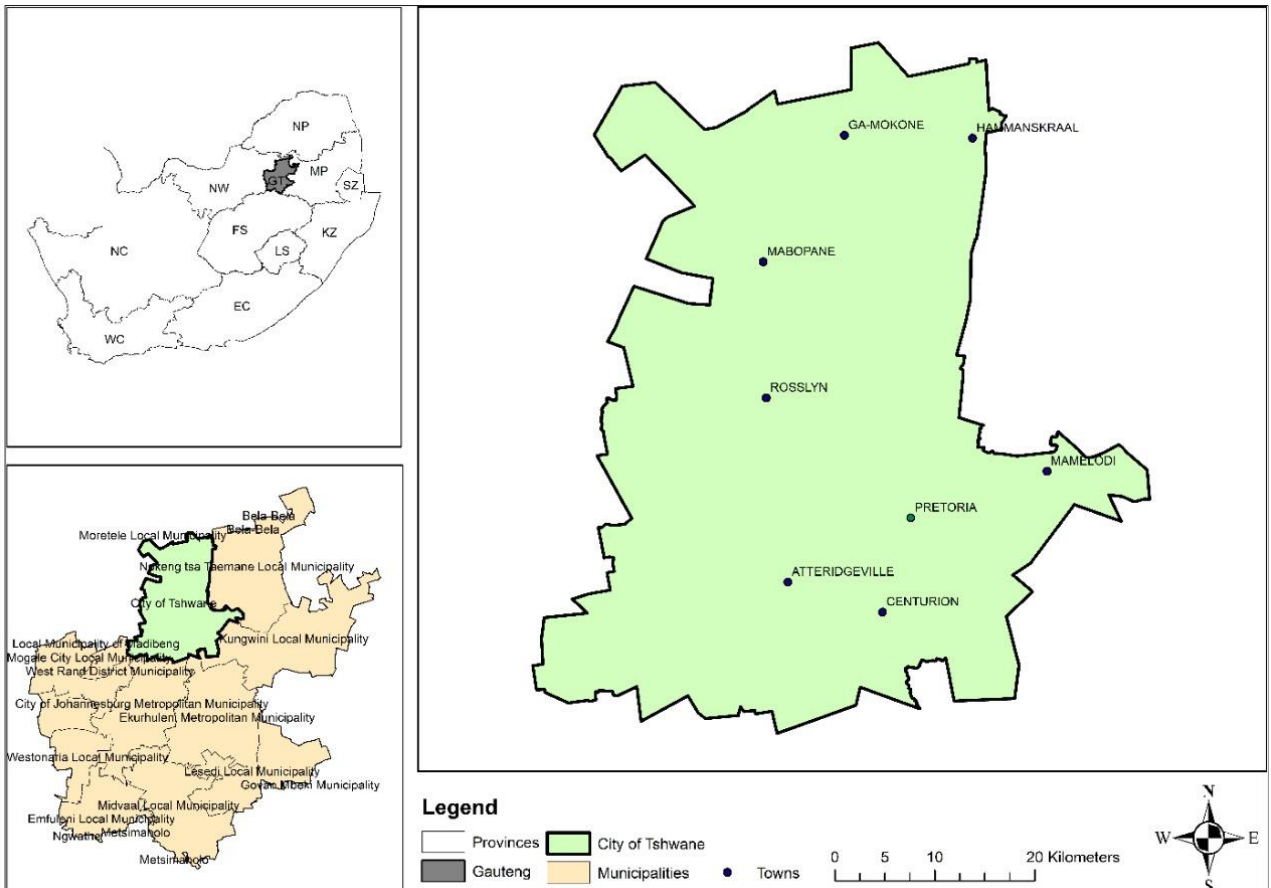 NP
MP
NW
GT
SZ
FS
KZ
NC
LS
EC
WC
GA-MOKONE
HAMMANSKRAAL
MABOPANE
ROSSLYN
MAMELODI
PRETORIA
ATTERIDGEVILLE
CENTURION
Bela-Bela
Bela-Bela
Moretele Local Municipality
Nokeng tsa Taemane Local Municipality
City of Tshwane
Kungwini Local Municipality
Local Municipality of Madibeng
Mogale City Local Municipality
West Rand District Municipality
City of Johannesburg Metropolitan Municipality
Ekurhuleni Metropolitan Municipality
Westonaria Local Municipality
Lesedi Local Municipality
Govan Mbeki Municipality
Midvaal Local Municipality
Emfuleni Local Municipality
Ngwathe
Metsimaholo
Metsimaholo
Legend
Provinces
City of Tshwane
Gauteng
Municipalities
Towns
0 5 10 20 Kilometers
N
W E
S